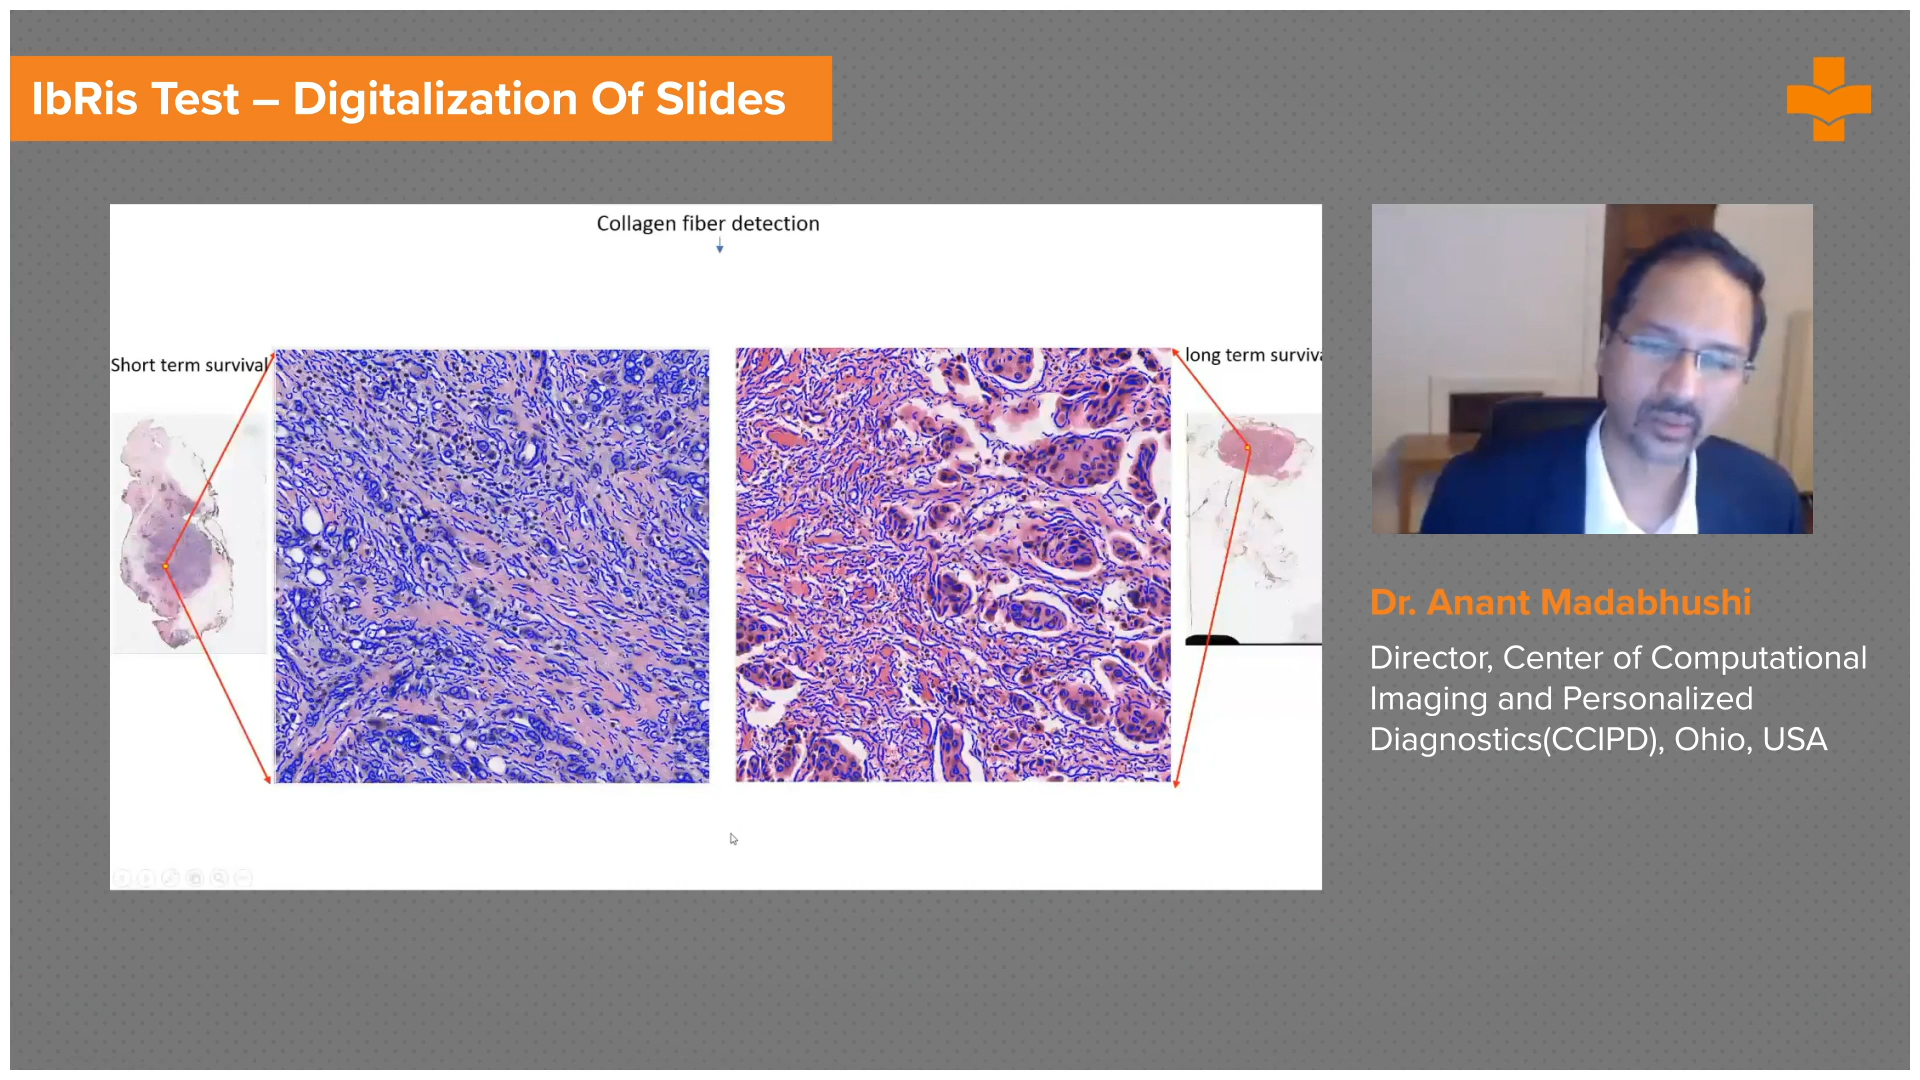 IbRis Test – Digitalization Of Slides
Collagen fiber detection
Short term survival
long term surviva
Dr. Anant Madabhushi
Director, Center of Computational
Imaging and Personalized
Diagnostics(CCIPD), Ohio, USA